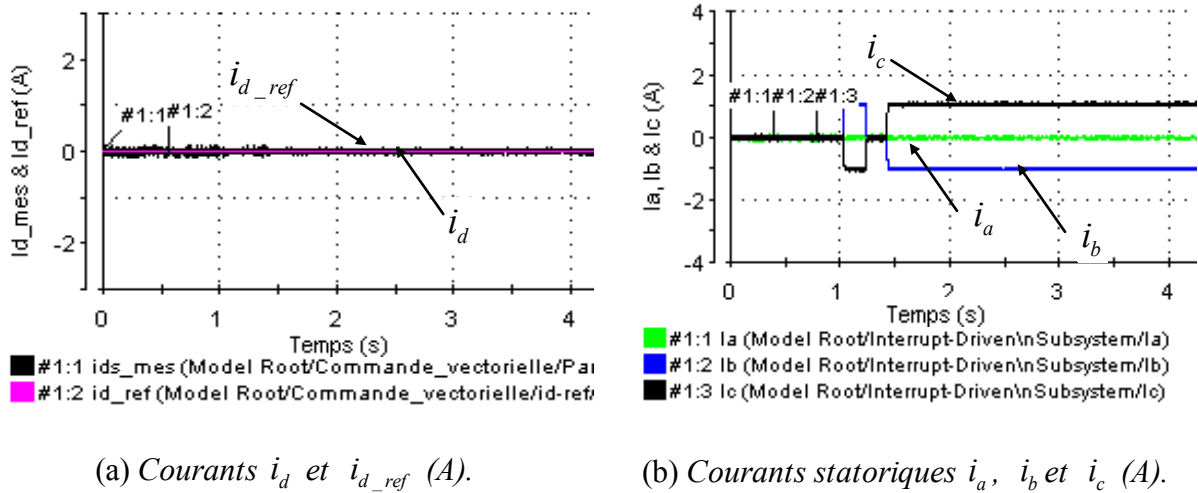 Id_mes & Id_ref (A)
2
0
-2
#1:1
#1:2
i_{d_ref}
i_d
0 1 2 3 4
Temps (s)
#1:1 ids_mes (Model Root/Commande_vectorielle/Par
#1:2 id_ref (Model Root/Commande_vectorielle/id-ref/
(a) Courants i_d et i_{d_ref} (A).
Ia, Ib & Ic (A)
4
2
0
-2
-4
#1:1 #1:2 #1:3
i_c
i_a
i_b
0 1 2 3 4
Temps (s)
#1:1 Ia (Model Root/Interrupt-Driven\nSubsystem/Ia)
#1:2 Ib (Model Root/Interrupt-Driven\nSubsystem/Ib)
#1:3 Ic (Model Root/Interrupt-Driven\nSubsystem/Ic)
(b) Courants statoriques i_a , i_b et i_c (A).